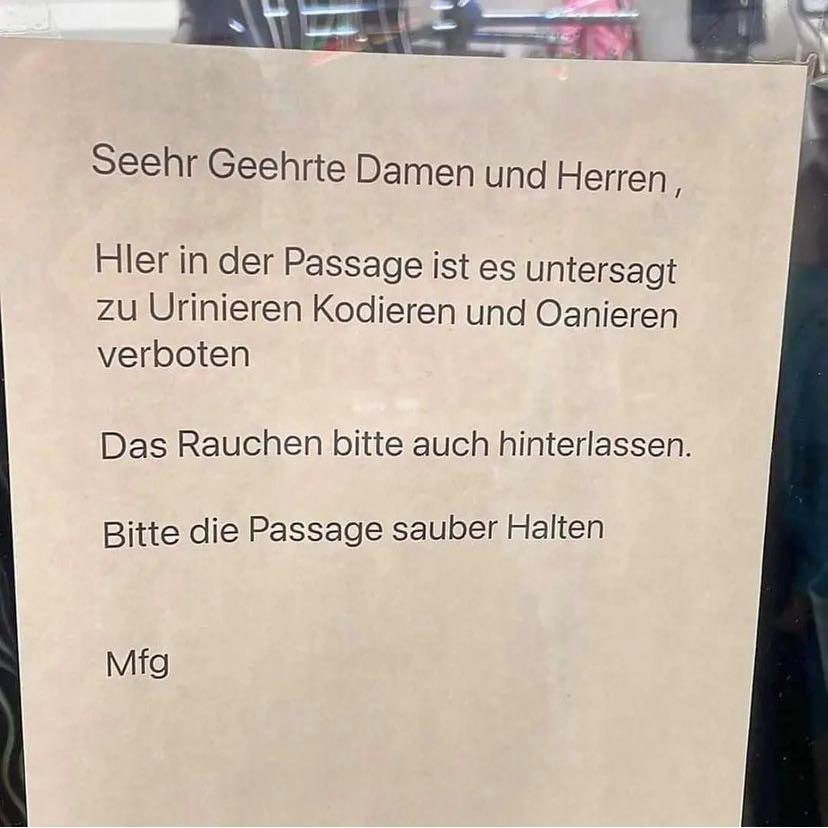 Seehr Geehrte Damen und Herren ,
HIer in der Passage ist es untersagt
zu Urinieren Kodieren und Oanieren
verboten
Das Rauchen bitte auch hinterlassen.
Bitte die Passage sauber Halten
Mfg